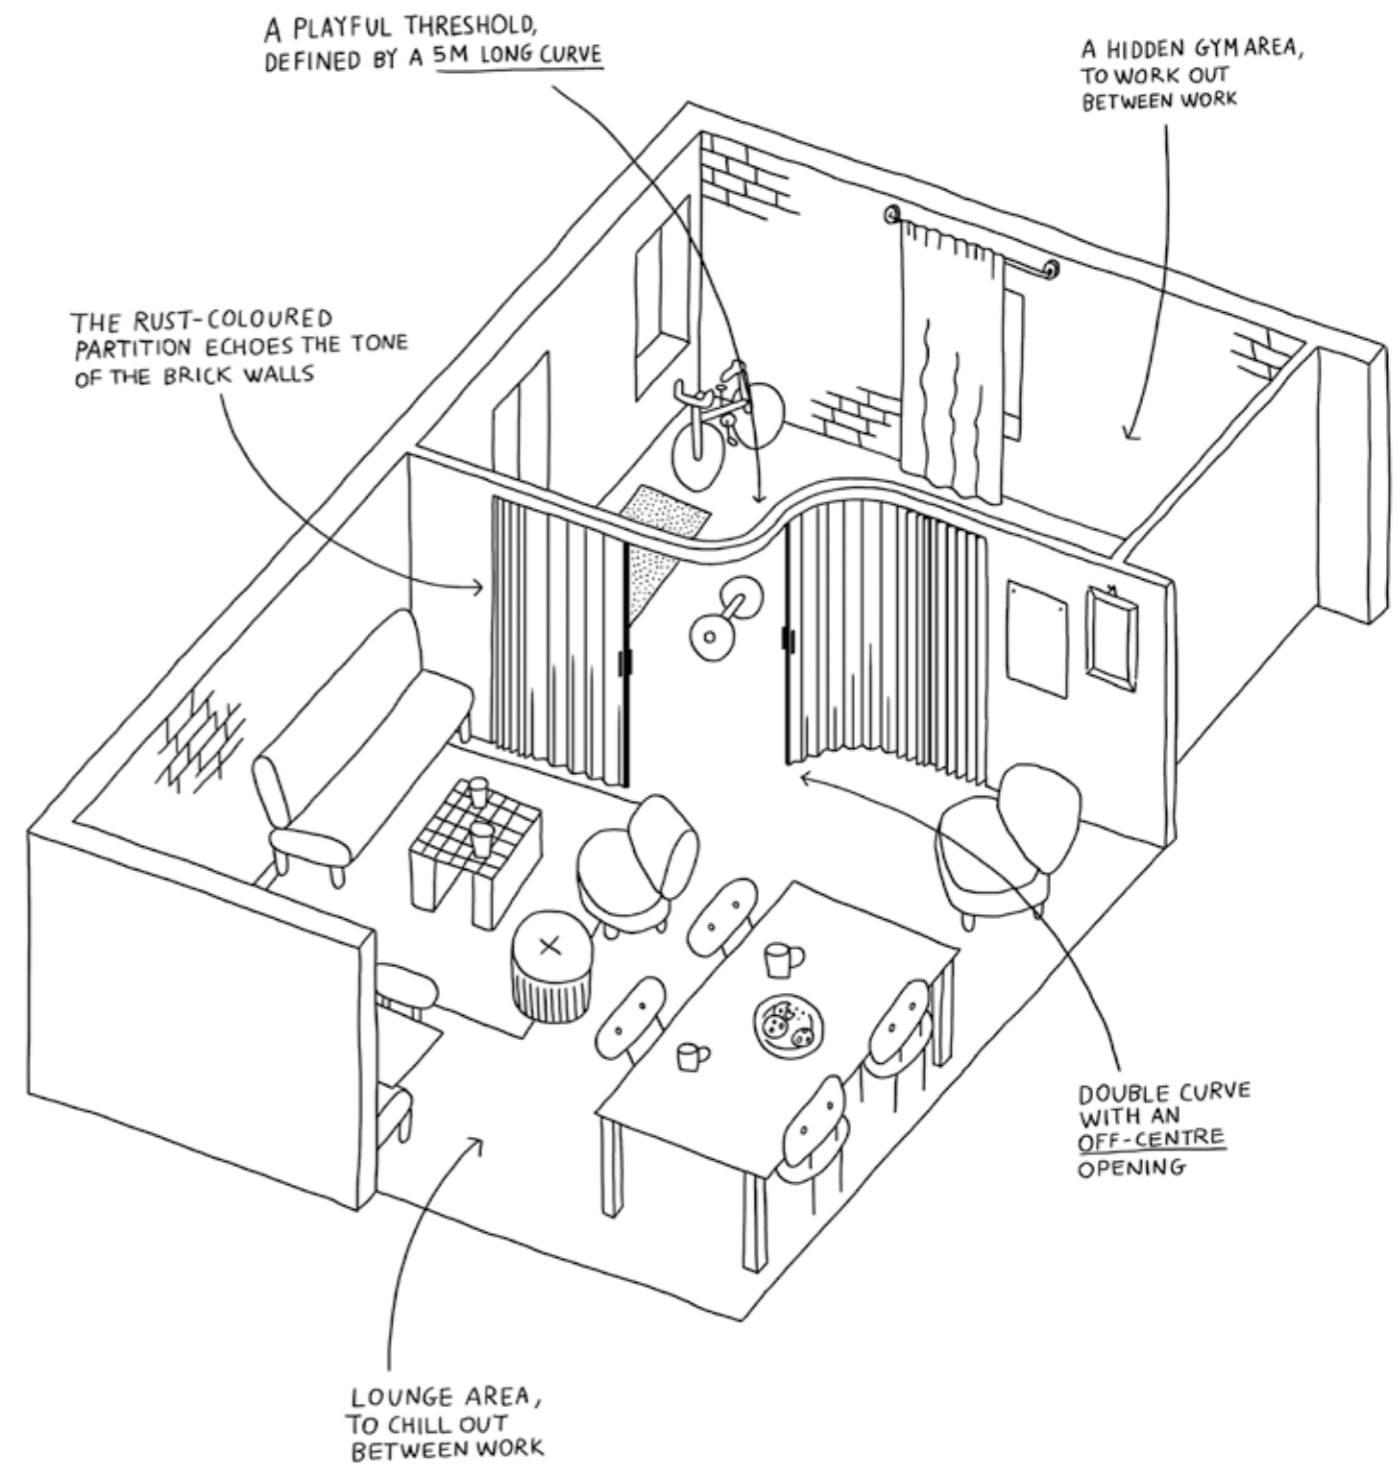 A PLAYFUL THRESHOLD,
DEFINED BY A 5M LONG CURVE
A HIDDEN GYM AREA,
TO WORK OUT
BETWEEN WORK
THE RUST-COLOURED
PARTITION ECHOES THE TONE
OF THE BRICK WALLS
DOUBLE CURVE
WITH AN
OFF-CENTRE
OPENING
LOUNGE AREA,
TO CHILL OUT
BETWEEN WORK